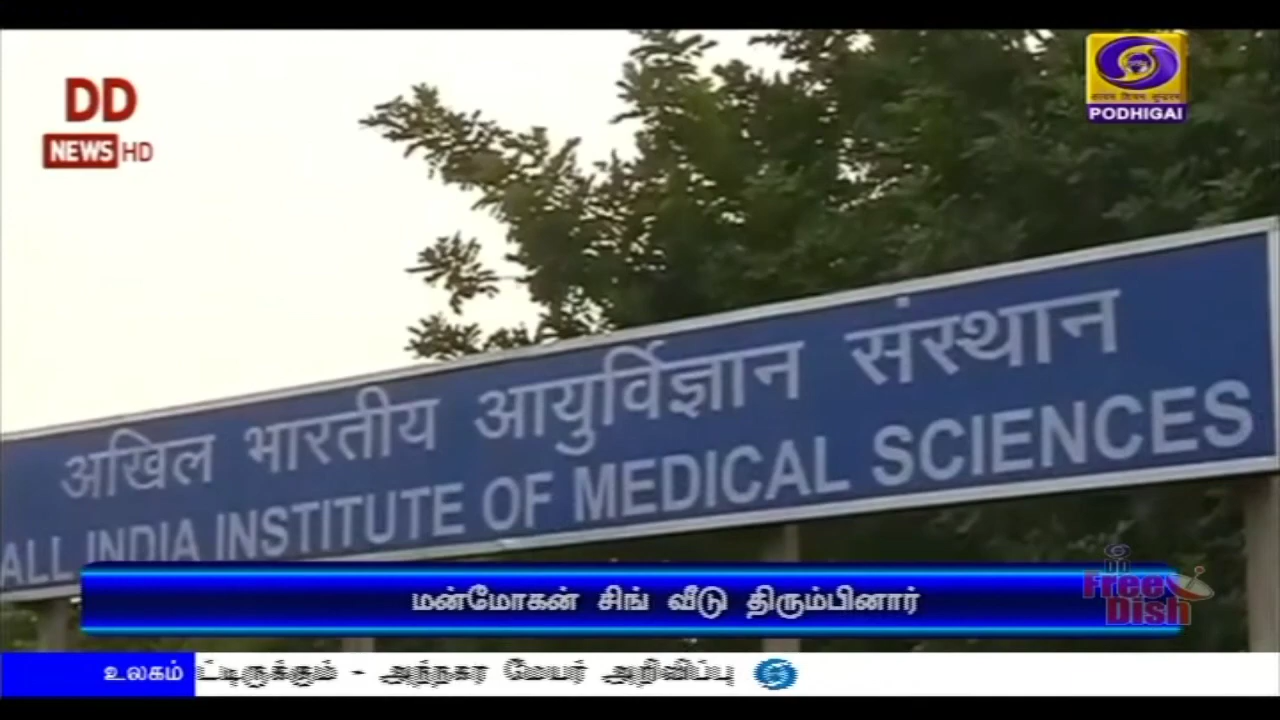 DD
NEWS HD
PODHIGAI
अखिल भारतीय आयुर्विज्ञान संस्थान
ALL INDIA INSTITUTE OF MEDICAL SCIENCES
மன்மோகன் சிங் வீடு திரும்பினார்
DD
Free
Dish
உலகம்
ட்டிருக்கும் - அந்நகர மேயர் அறிவிப்பு